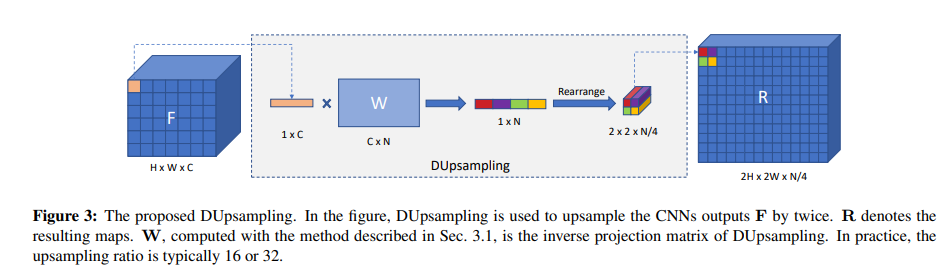 F
H x W x C
1 x C
x
W
C x N
1 x N
Rearrange
2 x 2 x N/4
DUpsampling
R
2H x 2W x N/4
Figure 3: The proposed DUpsampling. In the figure, DUpsampling is used to upsample the CNNs outputs F by twice. R denotes the
resulting maps. W, computed with the method described in Sec. 3.1, is the inverse projection matrix of DUpsampling. In practice, the
upsampling ratio is typically 16 or 32.